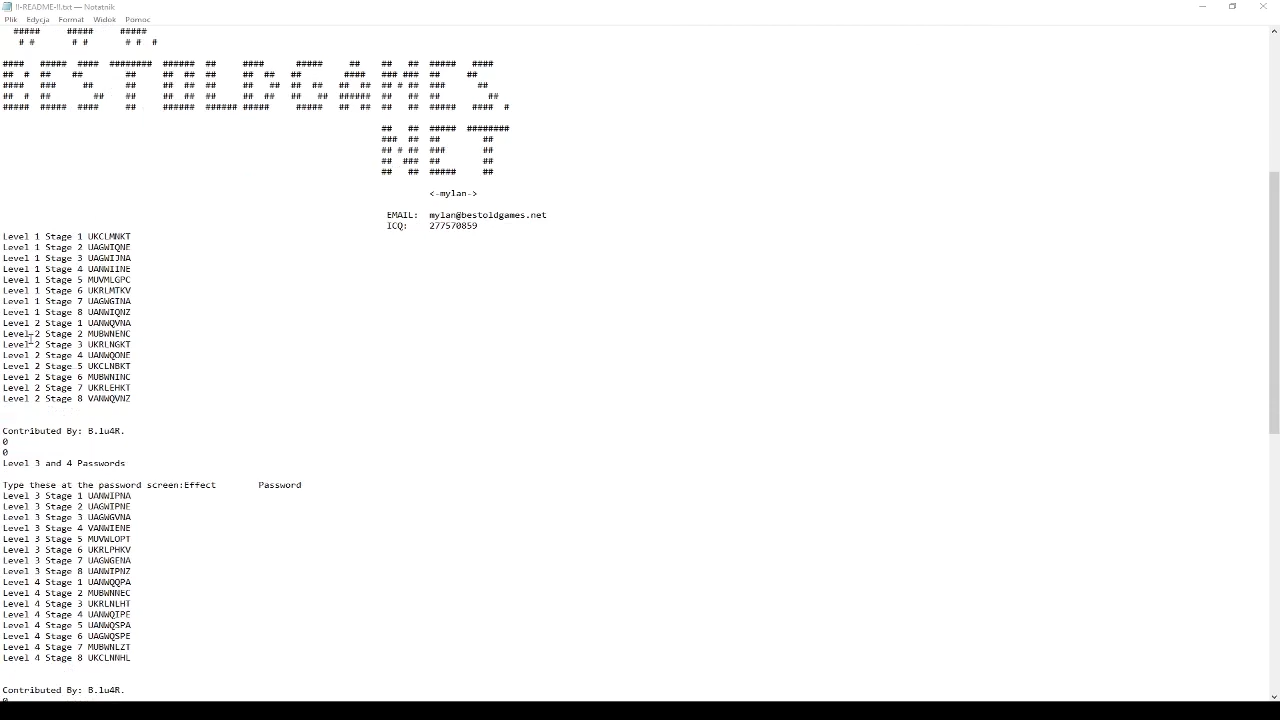 !!-README-!!.txt — Notatnik
Plik Edycja Format Widok Pomoc
BESTOLDGAMES.
NET
<-mylan->
EMAIL: mylan@bestoldgames.net
ICQ: 277570859
Level 1 Stage 1 UKCLMNKT
Level 1 Stage 2 UAGWIQNE
Level 1 Stage 3 UAGWIJNA
Level 1 Stage 4 UANWIINE
Level 1 Stage 5 MUVMLGPC
Level 1 Stage 6 UKRLMTKV
Level 1 Stage 7 UAGWGINA
Level 1 Stage 8 UANWIQNZ
Level 2 Stage 1 UANWQVNA
Level 2 Stage 2 MUBWNENC
Level 2 Stage 3 UKRLNGKT
Level 2 Stage 4 UANWQONE
Level 2 Stage 5 UKCLNBKT
Level 2 Stage 6 MUBWNINC
Level 2 Stage 7 UKRLEHKT
Level 2 Stage 8 VANWQVNZ
Contributed By: B.lu4R.
0
0
Level 3 and 4 Passwords
Type these at the password screen:Effect Password
Level 3 Stage 1 UANWIPNA
Level 3 Stage 2 UAGWIPNE
Level 3 Stage 3 UAGWGVNA
Level 3 Stage 4 VANWIENE
Level 3 Stage 5 MUVWLOPT
Level 3 Stage 6 UKRLPHKV
Level 3 Stage 7 UAGWGENA
Level 3 Stage 8 UANWIPNZ
Level 4 Stage 1 UANWQQPA
Level 4 Stage 2 MUBWNNEC
Level 4 Stage 3 UKRLNLHT
Level 4 Stage 4 UANWQIPE
Level 4 Stage 5 UANWQSPA
Level 4 Stage 6 UAGWQSPE
Level 4 Stage 7 MUBWNLZT
Level 4 Stage 8 UKCLNNHL
Contributed By: B.lu4R.